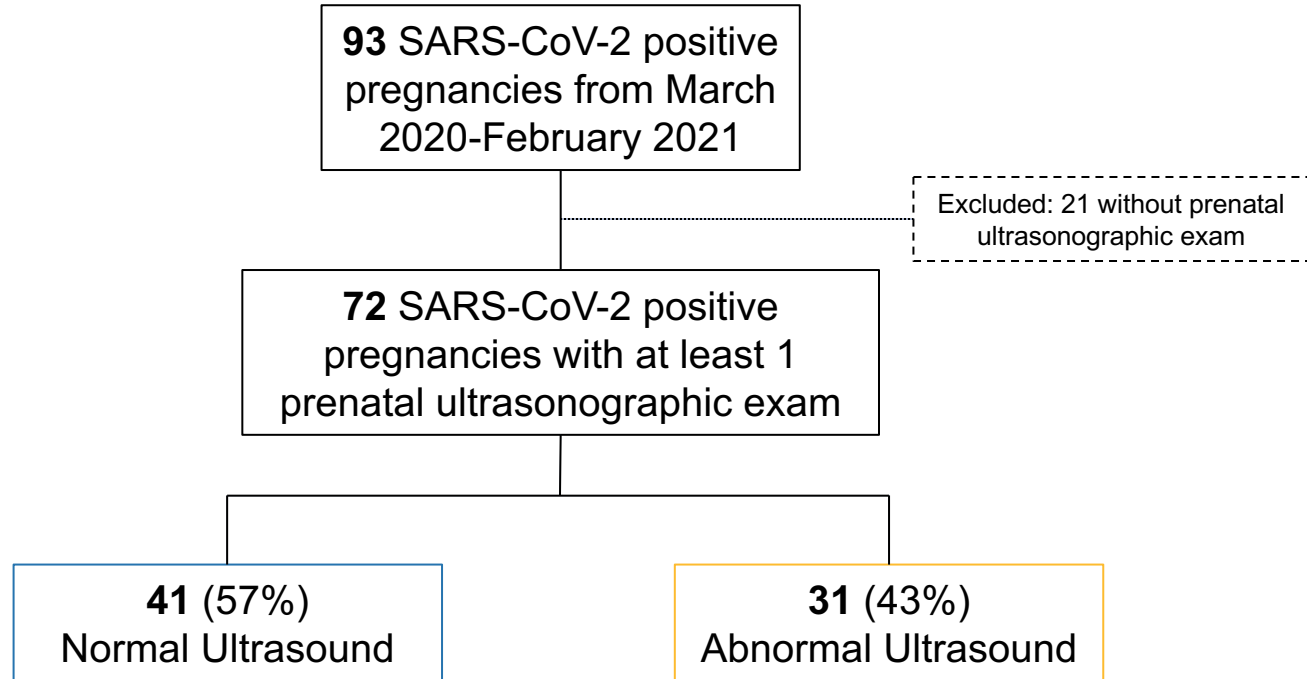 93 SARS-CoV-2 positive
pregnancies from March
2020-February 2021
Excluded: 21 without prenatal
ultrasonographic exam
72 SARS-CoV-2 positive
pregnancies with at least 1
prenatal ultrasonographic exam
41 (57%)
Normal Ultrasound
31 (43%)
Abnormal Ultrasound